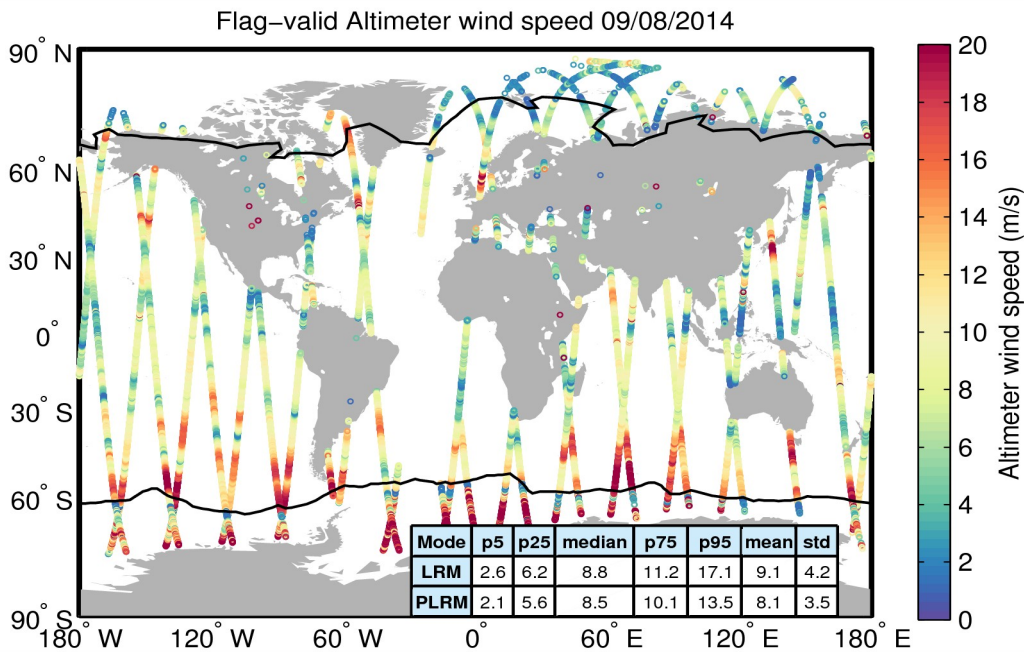 Flag−valid Altimeter wind speed 09/08/2014
90° N
60° N
30° N
0°
30° S
60° S
90° S
180° W
120° W
60° W
0°
60° E
120° E
180° E
Mode p5 p25 median p75 p95 mean std
LRM 2.6 6.2 8.8 11.2 17.1 9.1 4.2
PLRM 2.1 5.6 8.5 10.1 13.5 8.1 3.5
20
18
16
14
12
10
8
6
4
2
0
Altimeter wind speed (m/s)